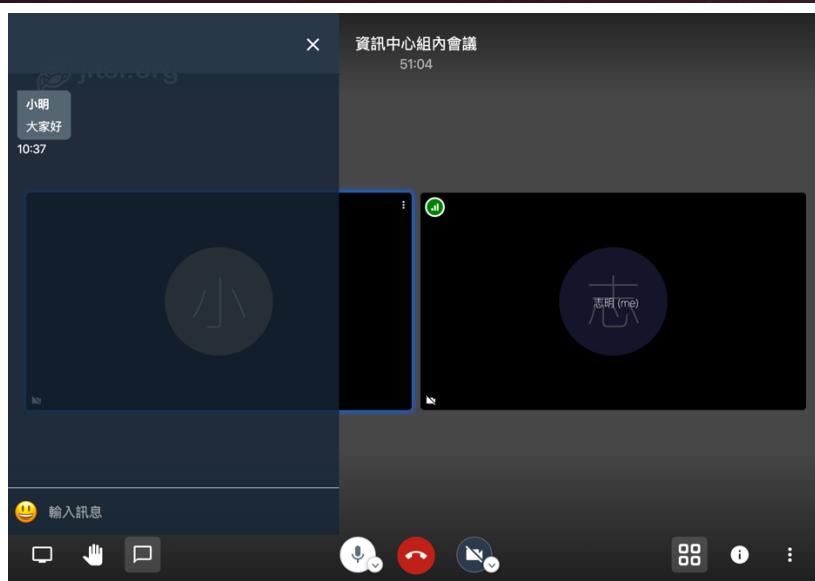 資訊中心組內會議
51:04
jitsi.org
小明
大家好
10:37
小
志
志明 (me)
輸入訊息